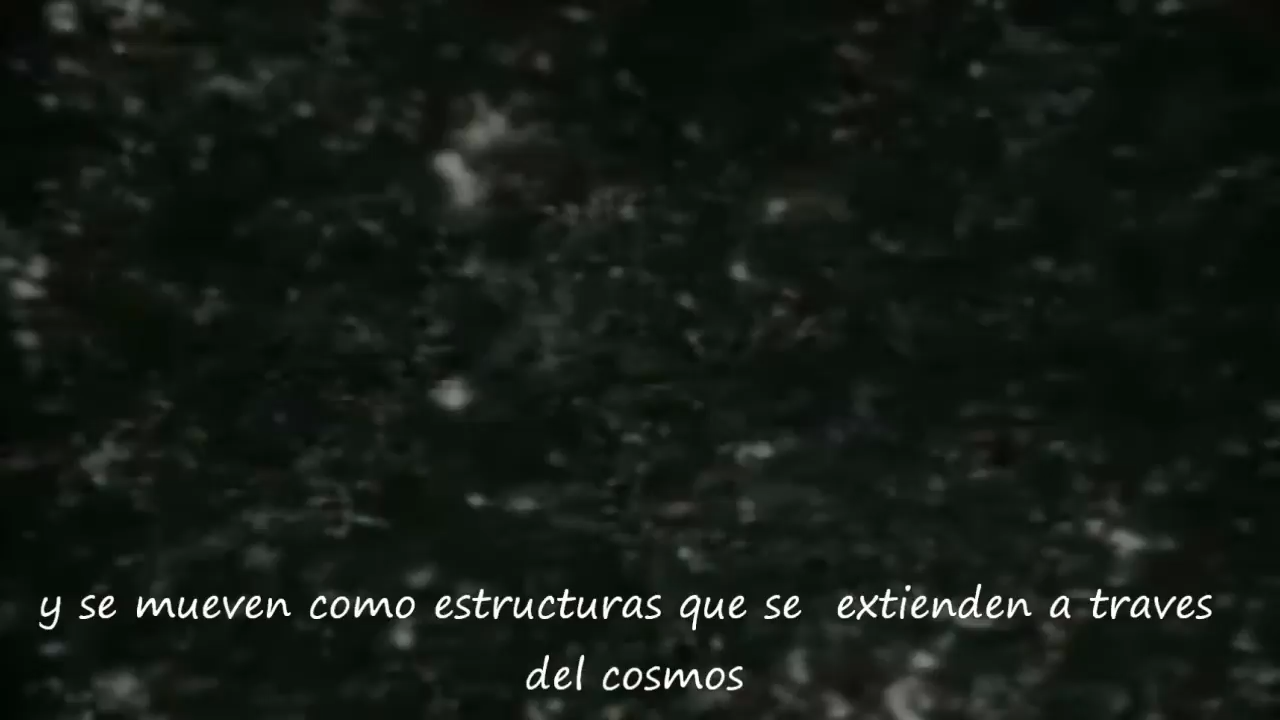 y se mueven como estructuras que se extienden a traves
del cosmos